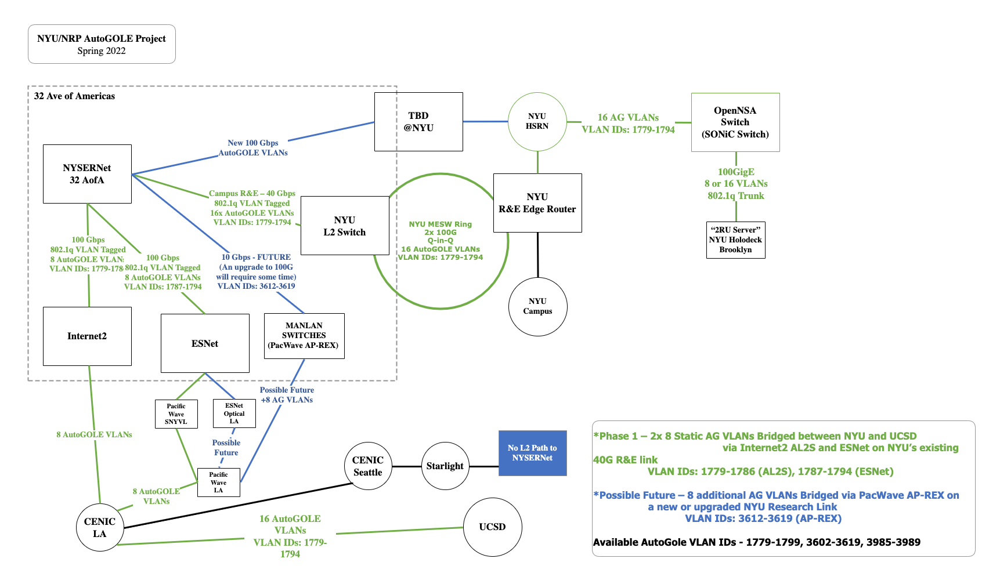 NYU/NRP AutoGOLE Project
Spring 2022
32 Ave of Americas
TBD
@NYU
NYU
HSRN
16 AG VLANs
VLAN IDs: 1779-1794
OpenNSA
Switch
(SONiC Switch)
New 100 Gbps
AutoGOLE VLANs
NYSERNet
32 AofA
100GigE
8 or 16 VLANs
802.1q Trunk
Campus R&E – 40 Gbps
802.1q VLAN Tagged
16x AutoGOLE VLANs
VLAN IDs: 1779-1794
NYU
L2 Switch
NYU
R&E Edge Router
NYU MESW Ring
2x 100G
Q-in-Q
16 AutoGOLE VLANs
VLAN IDs: 1779-1794
“2RU Server”
NYU Holodeck
Brooklyn
100 Gbps
802.1q VLAN Tagged
8 AutoGOLE VLANs
VLAN IDs: 1779-178
100 Gbps
802.1q VLAN Tagged
8 AutoGOLE VLANs
VLAN IDs: 1787-1794
10 Gbps - FUTURE
(An upgrade to 100G
will require some time)
VLAN IDs: 3612-3619
NYU
Campus
Internet2
ESNet
MANLAN
SWITCHES
(PacWave AP-REX)
Possible Future
+8 AG VLANs
Pacific
Wave
SNYVL
ESNet
Optical
LA
8 AutoGOLE VLANs
Possible
Future
Pacific
Wave
LA
CENIC
Seattle
Starlight
No L2 Path to
NYSERNet
8 AutoGOLE
VLANs
CENIC
LA
16 AutoGOLE
VLANs
VLAN IDs: 1779-
1794
UCSD
*Phase 1 – 2x 8 Static AG VLANs Bridged between NYU and UCSD
via Internet2 AL2S and ESNet on NYU’s existing
40G R&E link
VLAN IDs: 1779-1786 (AL2S), 1787-1794 (ESNet)
*Possible Future – 8 additional AG VLANs Bridged via PacWave AP-REX on
a new or upgraded NYU Research Link
VLAN IDs: 3612-3619 (AP-REX)
Available AutoGole VLAN IDs - 1779-1799, 3602-3619, 3985-3989